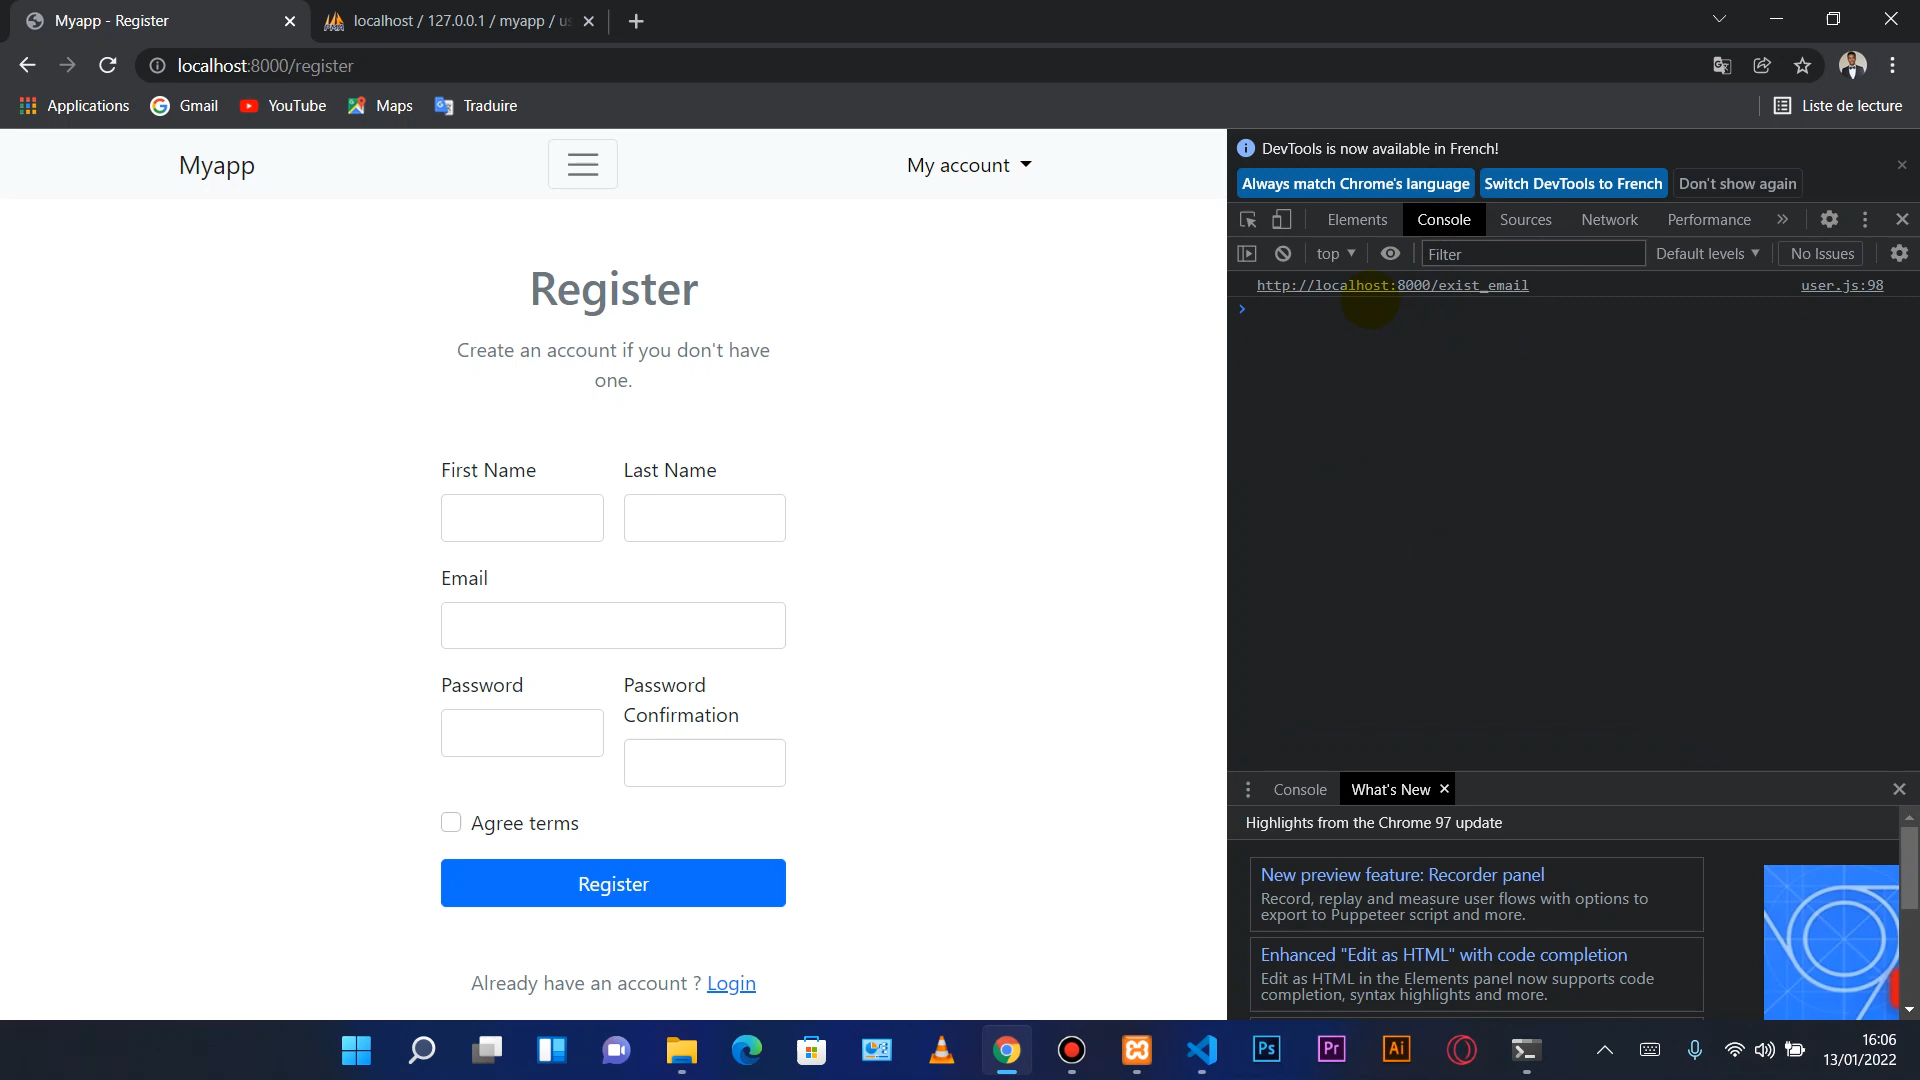 Myapp - Register
localhost / 127.0.0.1 / myapp / us
localhost:8000/register
Applications
Gmail
YouTube
Maps
Traduire
Liste de lecture
Myapp
My account
DevTools is now available in French!
Always match Chrome's language
Switch DevTools to French
Don't show again
Elements
Console
Sources
Network
Performance
top
Filter
Default levels
No Issues
http://localhost:8000/exist_email
user.js:98
Register
Create an account if you don't have
one.
First Name
Last Name
Email
Password
Password
Confirmation
Agree terms
Register
Already have an account ? Login
Console
What's New
Highlights from the Chrome 97 update
New preview feature: Recorder panel
Record, replay and measure user flows with options to
export to Puppeteer script and more.
Enhanced "Edit as HTML" with code completion
Edit as HTML in the Elements panel now supports code
completion, syntax highlights and more.
Ps
Pr
Ai
16:06
13/01/2022